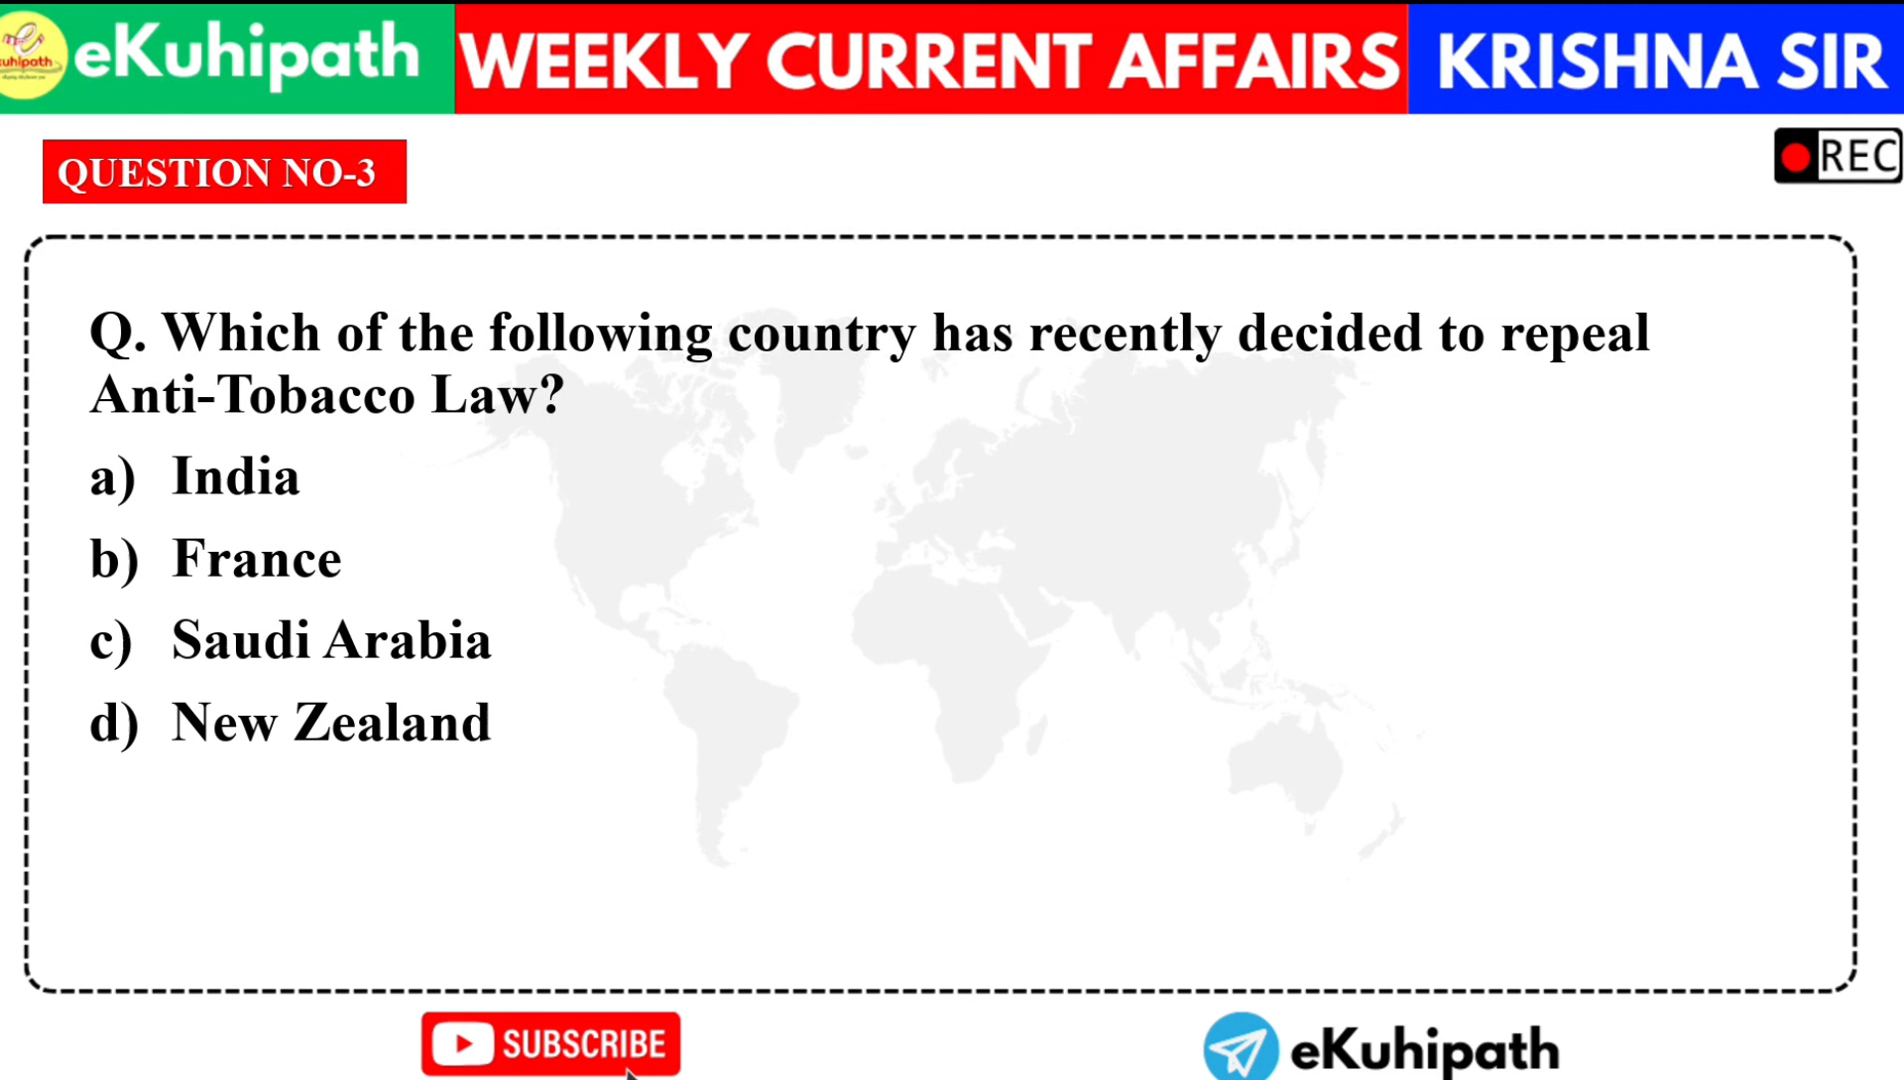 eKuhipath
WEEKLY CURRENT AFFAIRS
KRISHNA SIR
uhipath
QUESTION NO-3
REC
Q. Which of the following country has recently decided to repeal
Anti-Tobacco Law?
a) India
b) France
c) Saudi Arabia
d) New Zealand
SUBSCRIBE
eKuhipath